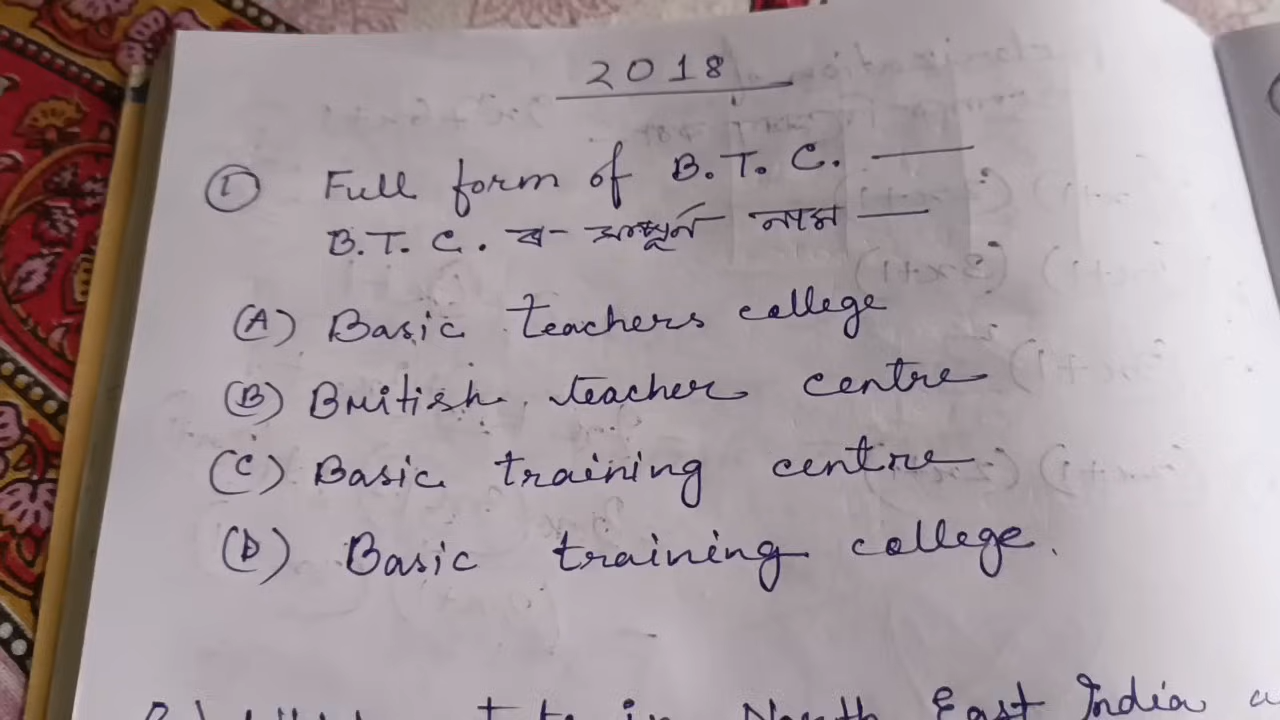 2018
① Full form of B.T.C. —
B.T.C. ৰ সম্পূৰ্ন নাম —
(A) Basic teachers college
(B) British teacher centre
(C) Basic training centre
(D) Basic training college.
in North East India